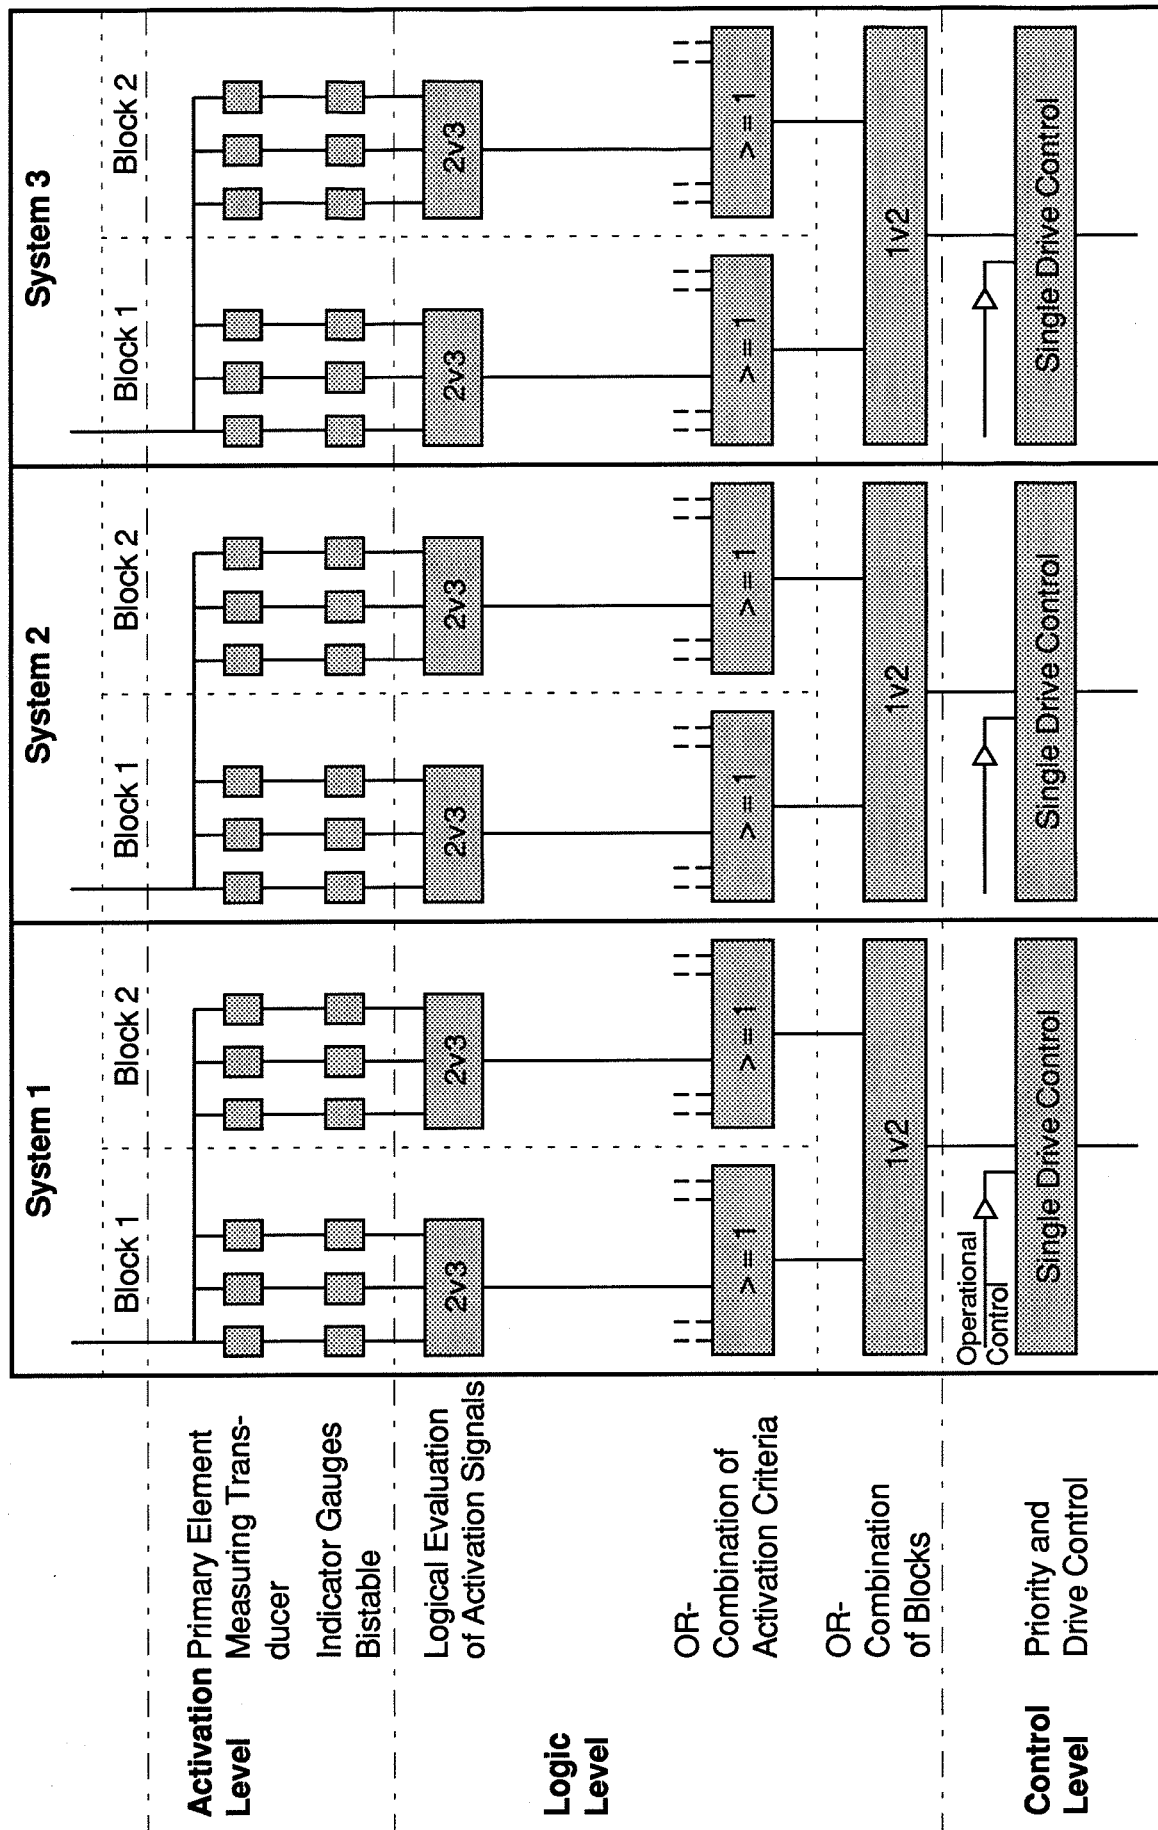 System 1
System 2
System 3
Block 1
Block 2
Block 1
Block 2
Block 1
Block 2
Activation Primary Element
Level Measuring Trans-
ducer
Indicator Gauges
Bistable
Logical Evaluation
of Activation Signals
2v3
2v3
2v3
2v3
2v3
2v3
Logic
Level
OR-
Combination of
Activation Criteria
> = 1
> = 1
> = 1
> = 1
> = 1
> = 1
OR-
Combination
of Blocks
1v2
1v2
1v2
Operational
Control
Control Priority and
Level Drive Control
Single Drive Control
Single Drive Control
Single Drive Control